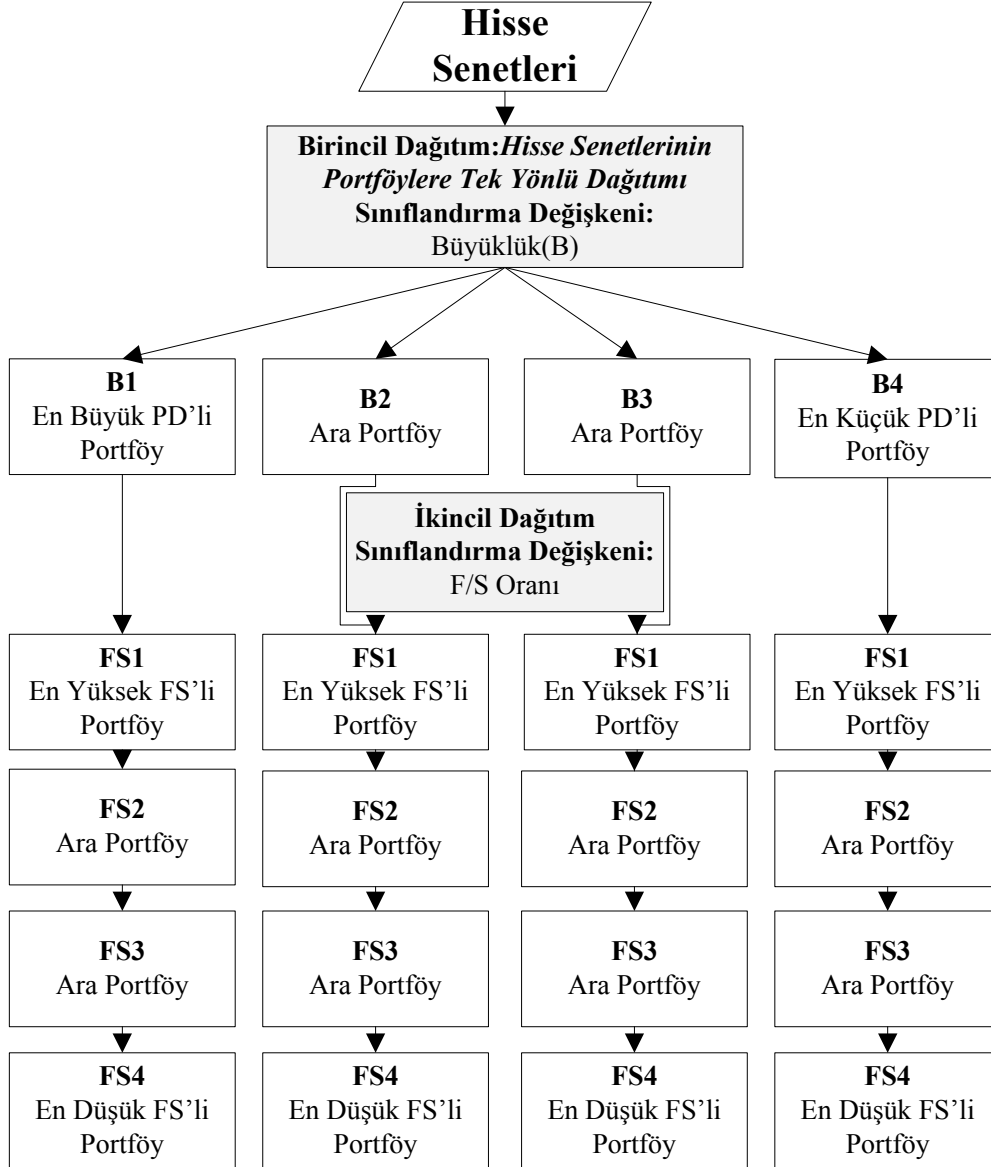 Hisse
Senetleri
Birincil Dağıtım:Hisse Senetlerinin
Portföylere Tek Yönlü Dağıtımı
Sınıflandırma Değişkeni:
Büyüklük(B)
B1
En Büyük PD’li
Portföy
B2
Ara Portföy
B3
Ara Portföy
B4
En Küçük PD’li
Portföy
İkincil Dağıtım
Sınıflandırma Değişkeni:
F/S Oranı
FS1
En Yüksek FS’li
Portföy
FS1
En Yüksek FS’li
Portföy
FS1
En Yüksek FS’li
Portföy
FS1
En Yüksek FS’li
Portföy
FS2
Ara Portföy
FS2
Ara Portföy
FS2
Ara Portföy
FS2
Ara Portföy
FS3
Ara Portföy
FS3
Ara Portföy
FS3
Ara Portföy
FS3
Ara Portföy
FS4
En Düşük FS’li
Portföy
FS4
En Düşük FS’li
Portföy
FS4
En Düşük FS’li
Portföy
FS4
En Düşük FS’li
Portföy